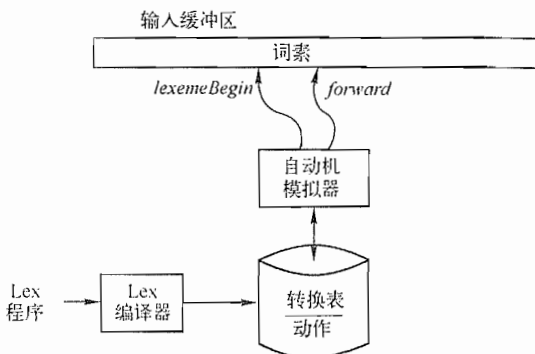 输入缓冲区
词素
lexemeBegin
forward
自动机
模拟器
Lex
程序
Lex
编译器
转换表
动作